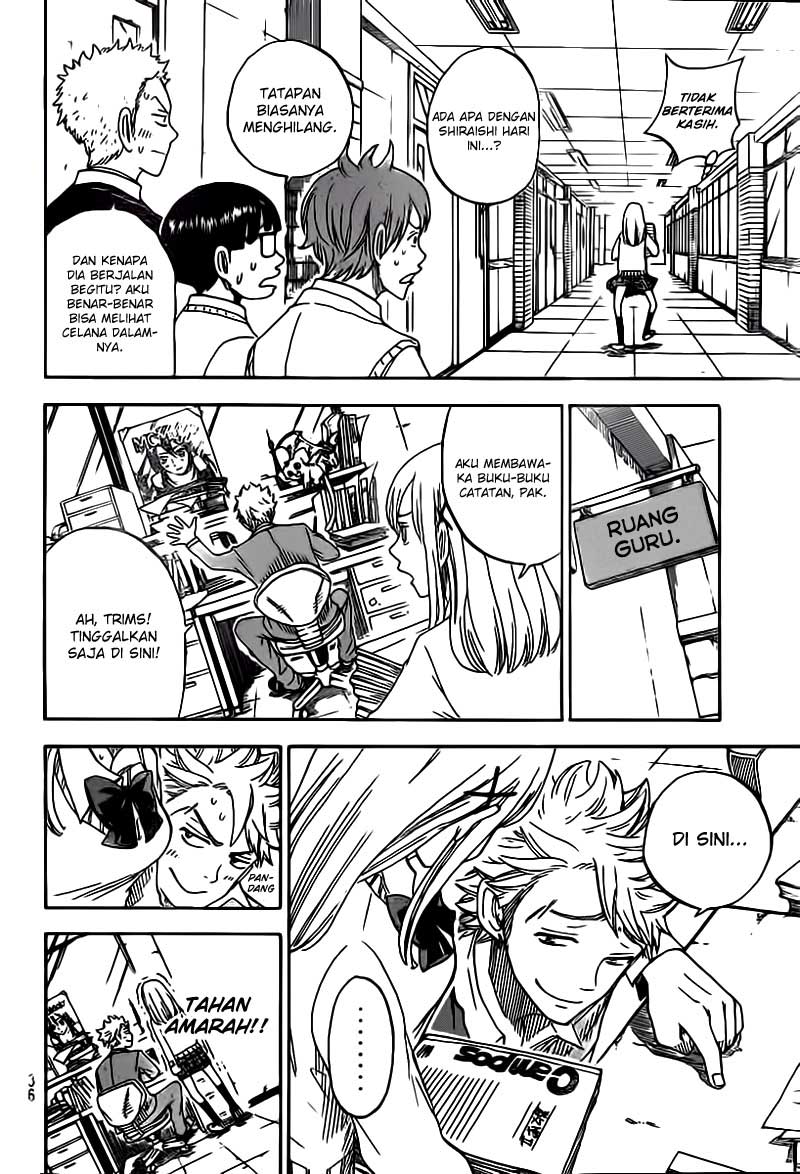 TIDAK
BERTERIMA
KASIH.
ADA APA DENGAN
SHIRAISHI HARI
INI...?
TATAPAN
BIASANYA
MENGHILANG.
DAN KENAPA
DIA BERJALAN
BEGITU? AKU
BENAR-BENAR
BISA MELIHAT
CELANA DALAM-
NYA.
RUANG
GURU.
AKU MEMBAWA-
KA BUKU-BUKU
CATATAN, PAK.
AH, TRIMS!
TINGGALKAN
SAJA DI SINI!
DI SINI...
......
Campos
PAN-
DANG
TAHAN
AMARAH!!
36